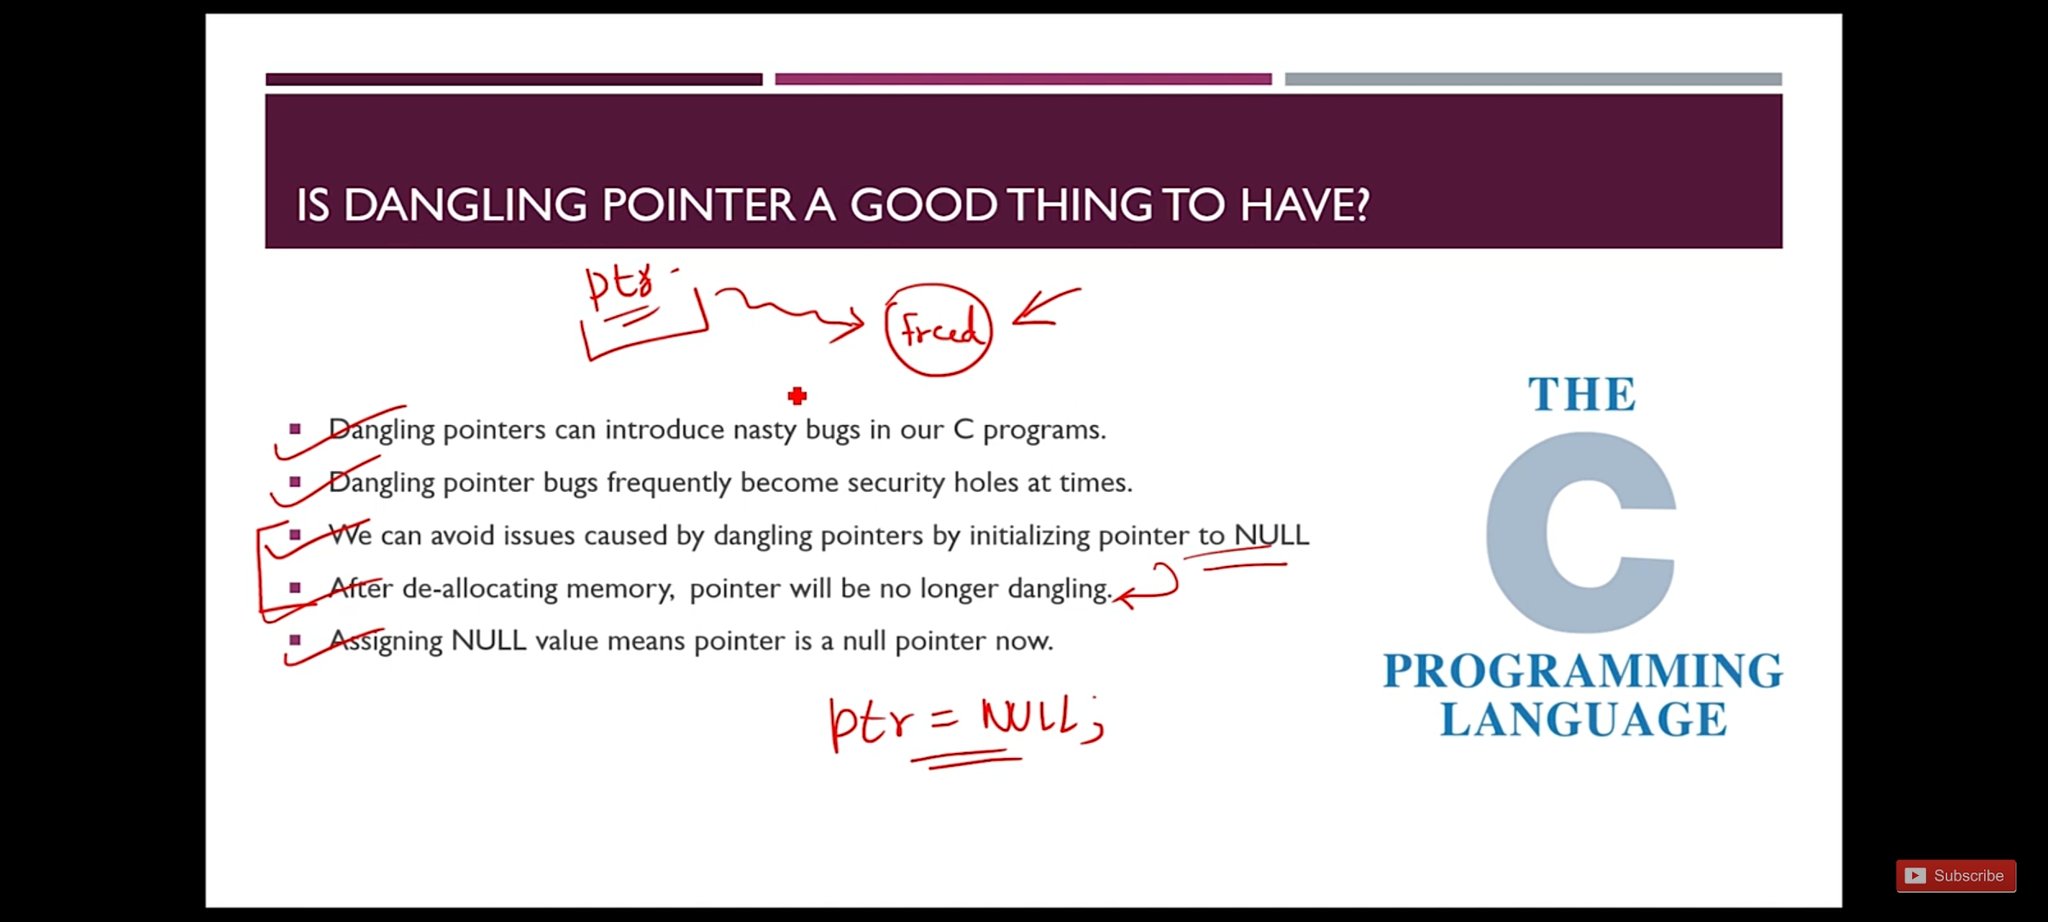 IS DANGLING POINTER A GOOD THING TO HAVE?
ptr
freed
Dangling pointers can introduce nasty bugs in our C programs.
Dangling pointer bugs frequently become security holes at times.
We can avoid issues caused by dangling pointers by initializing pointer to NULL
After de-allocating memory, pointer will be no longer dangling.
Assigning NULL value means pointer is a null pointer now.
ptr = NULL;
THE
C
PROGRAMMING
LANGUAGE
Subscribe